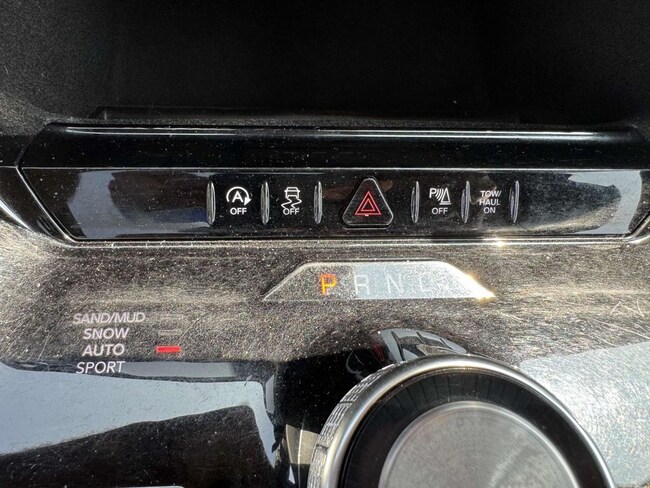 A
OFF
OFF
P
OFF
TOW/
HAUL
ON
P R N D
SAND/MUD
SNOW
AUTO
SPORT